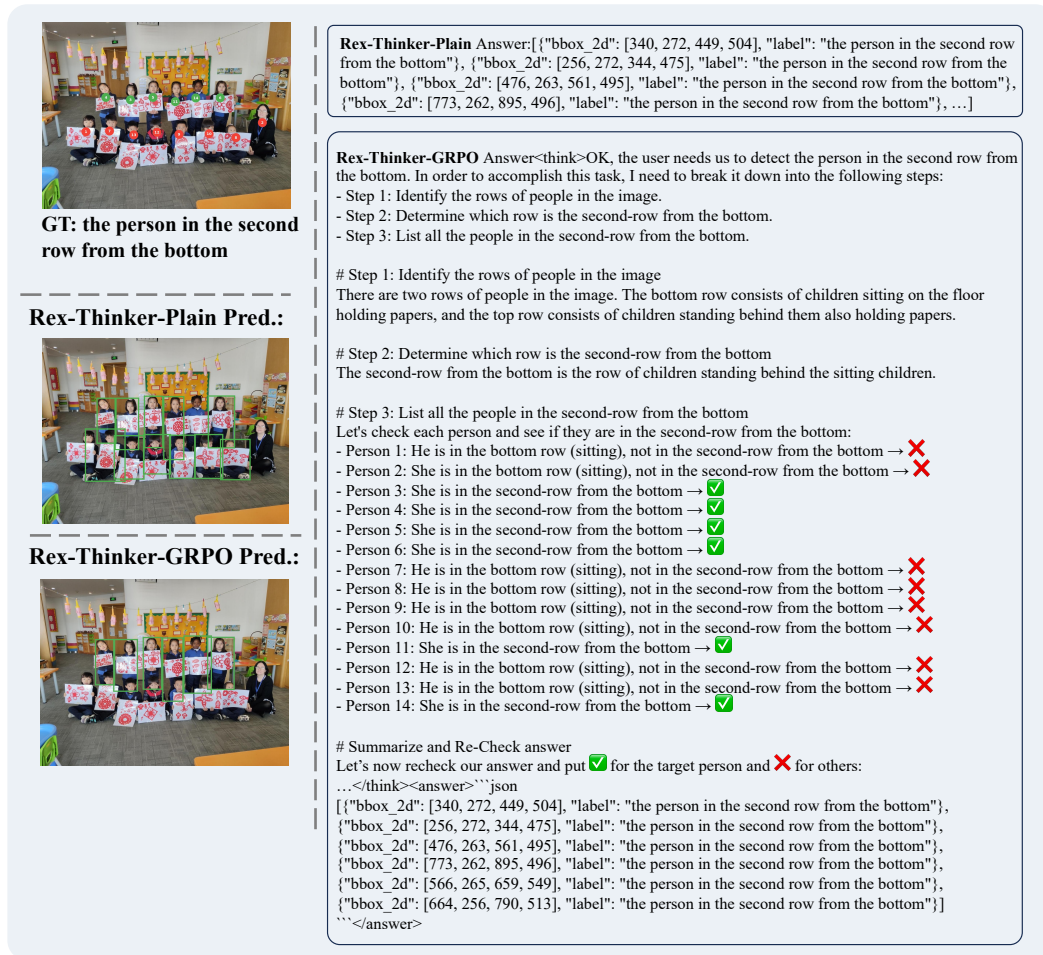 GT: the person in the second
row from the bottom
Rex-Thinker-Plain Pred.:
Rex-Thinker-GRPO Pred.:
Rex-Thinker-Plain Answer:[{"bbox_2d": [340, 272, 449, 504], "label": "the person in the second row
from the bottom"}, {"bbox_2d": [256, 272, 344, 475], "label": "the person in the second row from the
bottom"}, {"bbox_2d": [476, 263, 561, 495], "label": "the person in the second row from the bottom"},
{"bbox_2d": [773, 262, 895, 496], "label": "the person in the second row from the bottom"}, …]
Rex-Thinker-GRPO Answer<think>OK, the user needs us to detect the person in the second row from
the bottom. In order to accomplish this task, I need to break it down into the following steps:
- Step 1: Identify the rows of people in the image.
- Step 2: Determine which row is the second-row from the bottom.
- Step 3: List all the people in the second-row from the bottom.
# Step 1: Identify the rows of people in the image
There are two rows of people in the image. The bottom row consists of children sitting on the floor
holding papers, and the top row consists of children standing behind them also holding papers.
# Step 2: Determine which row is the second-row from the bottom
The second-row from the bottom is the row of children standing behind the sitting children.
# Step 3: List all the people in the second-row from the bottom
Let's check each person and see if they are in the second-row from the bottom:
- Person 1: He is in the bottom row (sitting), not in the second-row from the bottom → ❌
- Person 2: She is in the bottom row (sitting), not in the second-row from the bottom → ❌
- Person 3: She is in the second-row from the bottom → ✅
- Person 4: She is in the second-row from the bottom → ✅
- Person 5: She is in the second-row from the bottom → ✅
- Person 6: She is in the second-row from the bottom → ✅
- Person 7: He is in the bottom row (sitting), not in the second-row from the bottom → ❌
- Person 8: He is in the bottom row (sitting), not in the second-row from the bottom → ❌
- Person 9: He is in the bottom row (sitting), not in the second-row from the bottom → ❌
- Person 10: He is in the bottom row (sitting), not in the second-row from the bottom → ❌
- Person 11: She is in the second-row from the bottom → ✅
- Person 12: He is in the bottom row (sitting), not in the second-row from the bottom → ❌
- Person 13: He is in the bottom row (sitting), not in the second-row from the bottom → ❌
- Person 14: She is in the second-row from the bottom → ✅
# Summarize and Re-Check answer
Let's now recheck our answer and put ✅ for the target person and ❌ for others:
…</think><answer>```json
[{"bbox_2d": [340, 272, 449, 504], "label": "the person in the second row from the bottom"},
{"bbox_2d": [256, 272, 344, 475], "label": "the person in the second row from the bottom"},
{"bbox_2d": [476, 263, 561, 495], "label": "the person in the second row from the bottom"},
{"bbox_2d": [773, 262, 895, 496], "label": "the person in the second row from the bottom"},
{"bbox_2d": [566, 265, 659, 549], "label": "the person in the second row from the bottom"},
{"bbox_2d": [664, 256, 790, 513], "label": "the person in the second row from the bottom"}]
```</answer>